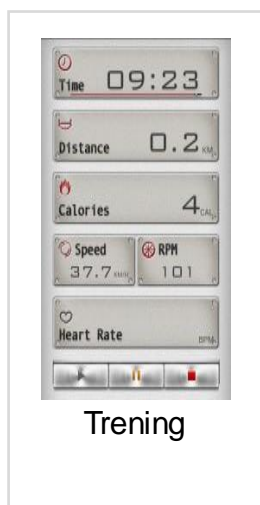 Time 09:23
Distance 0.2 KM
Calories 4 CAL
Speed RPM
37.7 KM/H 101
Heart Rate BPM
Trening